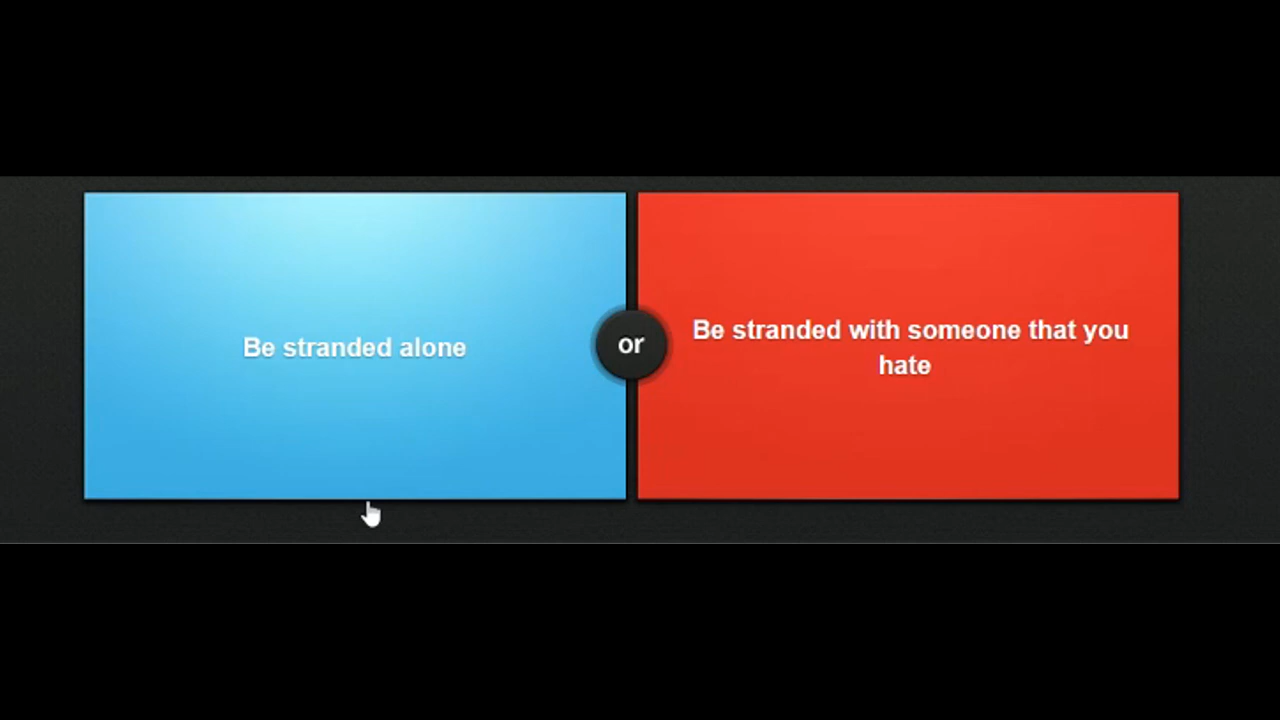 Be stranded alone
or
Be stranded with someone that you
hate